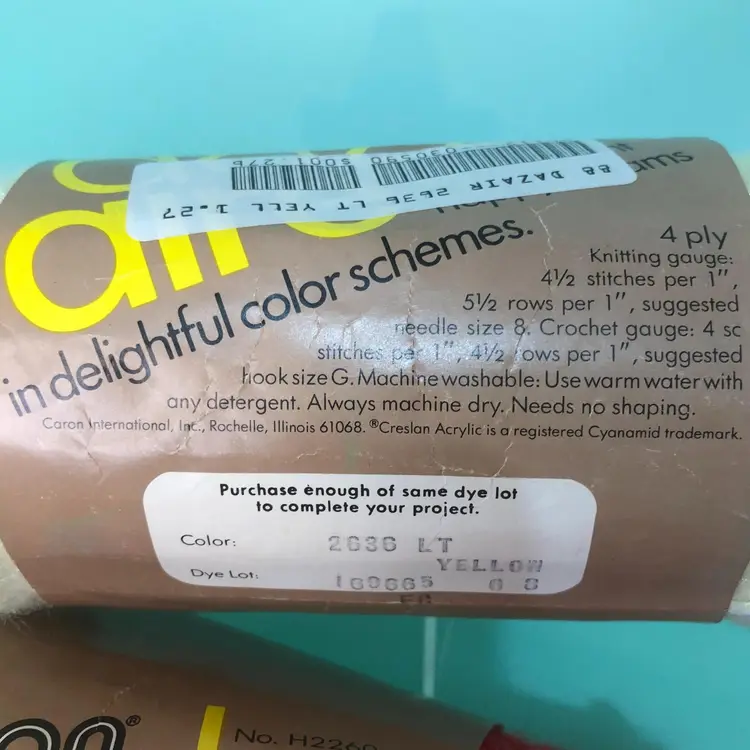 88 DAZAIR 2636 LT YELL 1.27
030590 S001.27D
in delightful color schemes.
4 ply
Knitting gauge:
4½ stitches per 1”,
5½ rows per 1”, suggested
needle size 8. Crochet gauge: 4 sc
stitches per 1”, 4½ rows per 1”, suggested
hook size G. Machine washable: Use warm water with
any detergent. Always machine dry. Needs no shaping.
Caron International, Inc., Rochelle, Illinois 61068. ®Creslan Acrylic is a registered Cyanamid trademark.
Purchase enough of same dye lot
to complete your project.
Color: 2636 LT
YELLOW
Dye Lot:
No. H2260